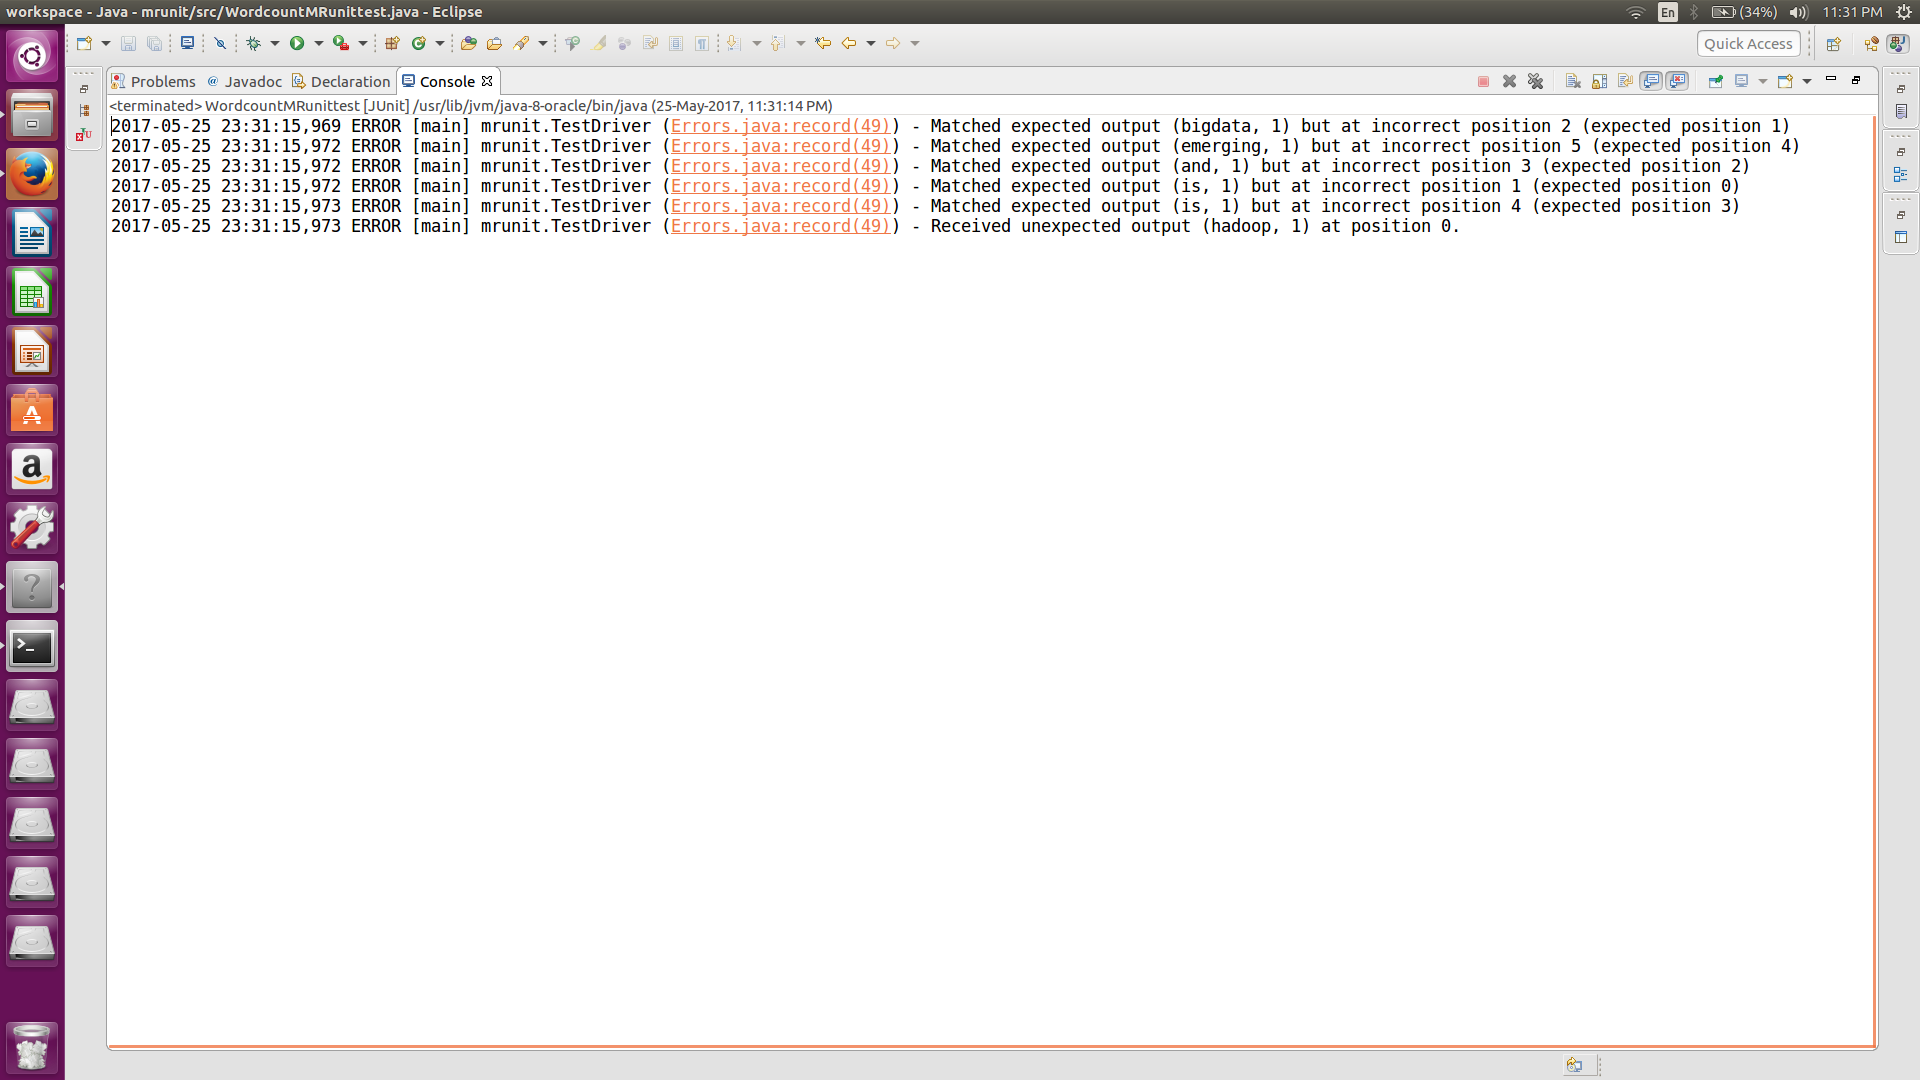 workspace - Java - mrunit/src/WordcountMRunittest.java - Eclipse
En
(34%)
11:31 PM
Quick Access
Problems
@ Javadoc
Declaration
Console
<terminated> WordcountMRunittest [JUnit] /usr/lib/jvm/java-8-oracle/bin/java (25-May-2017, 11:31:14 PM)
2017-05-25 23:31:15,969 ERROR [main] mrunit.TestDriver (Errors.java:record(49)) - Matched expected output (bigdata, 1) but at incorrect position 2 (expected position 1)
2017-05-25 23:31:15,972 ERROR [main] mrunit.TestDriver (Errors.java:record(49)) - Matched expected output (emerging, 1) but at incorrect position 5 (expected position 4)
2017-05-25 23:31:15,972 ERROR [main] mrunit.TestDriver (Errors.java:record(49)) - Matched expected output (and, 1) but at incorrect position 3 (expected position 2)
2017-05-25 23:31:15,972 ERROR [main] mrunit.TestDriver (Errors.java:record(49)) - Matched expected output (is, 1) but at incorrect position 1 (expected position 0)
2017-05-25 23:31:15,973 ERROR [main] mrunit.TestDriver (Errors.java:record(49)) - Matched expected output (is, 1) but at incorrect position 4 (expected position 3)
2017-05-25 23:31:15,973 ERROR [main] mrunit.TestDriver (Errors.java:record(49)) - Received unexpected output (hadoop, 1) at position 0.